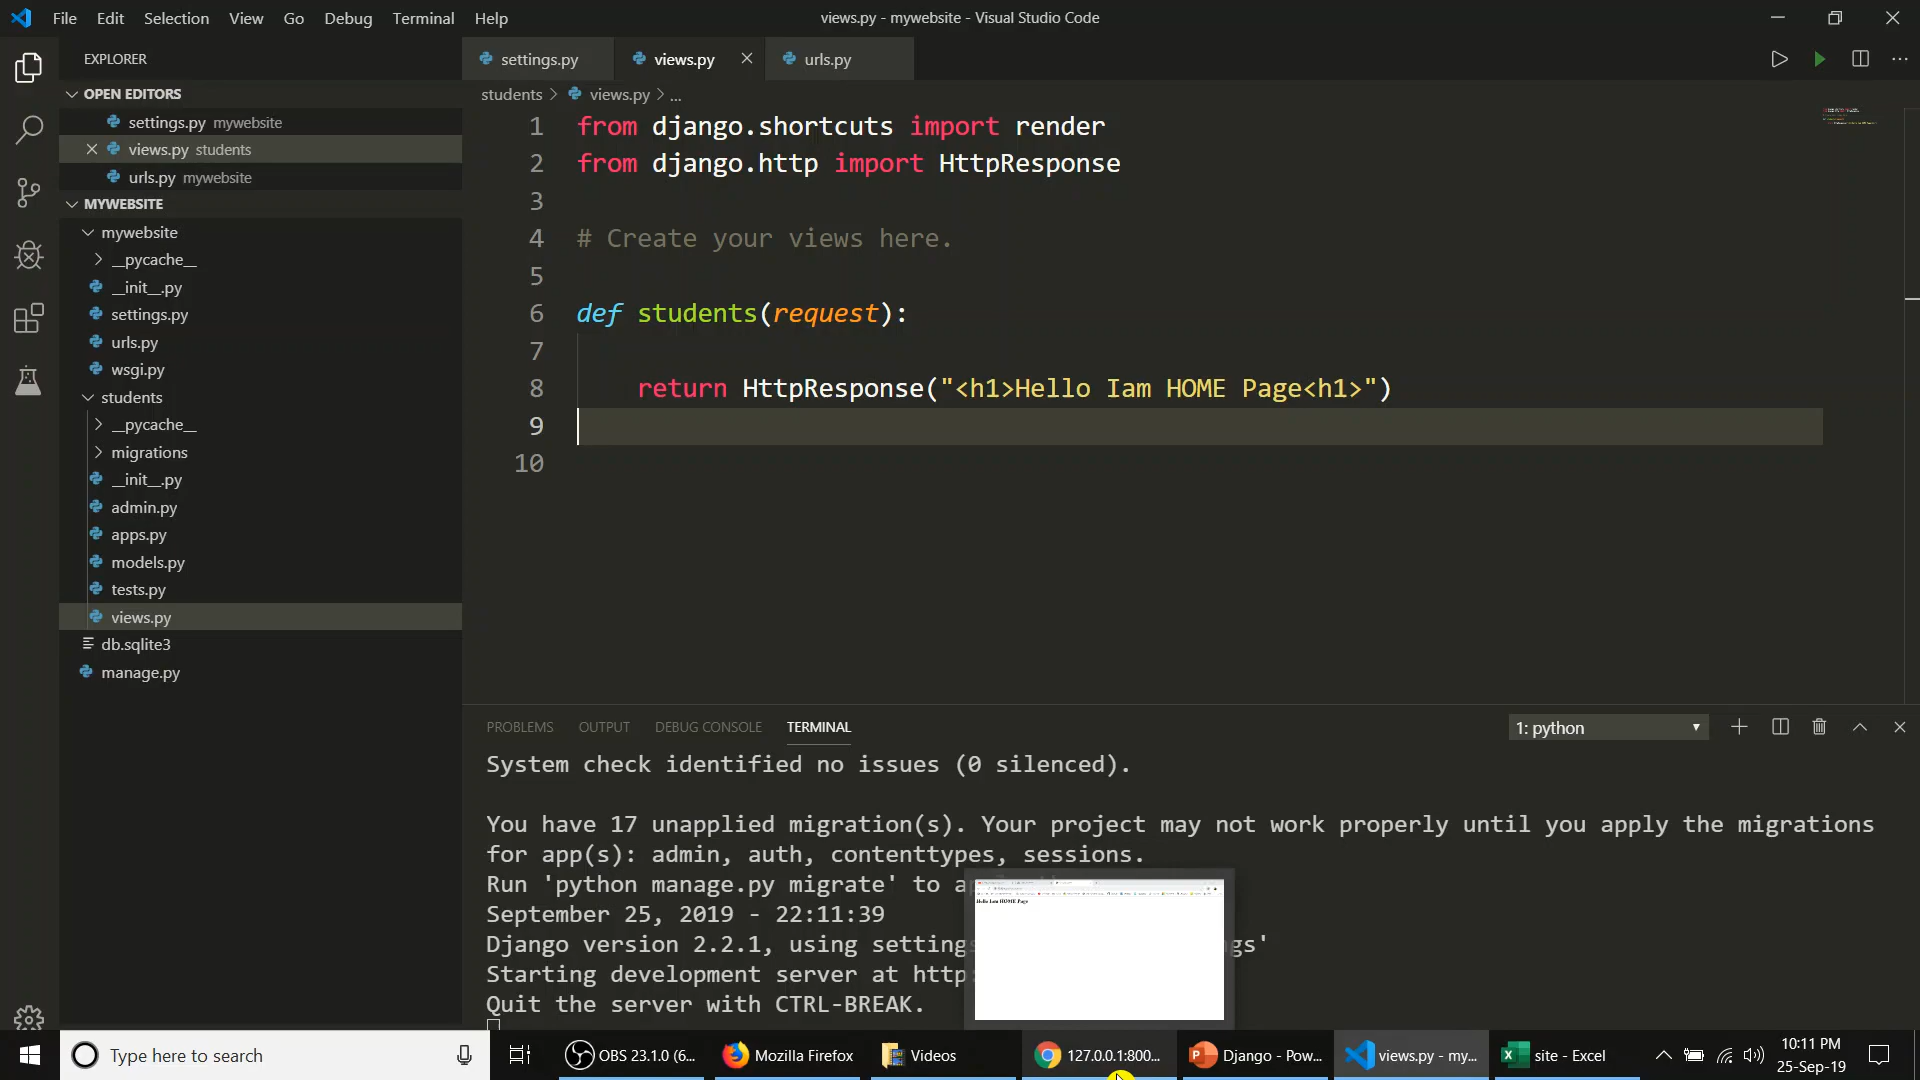 File Edit Selection View Go Debug Terminal Help
views.py - mywebsite - Visual Studio Code
EXPLORER
OPEN EDITORS
settings.py mywebsite
views.py students
urls.py mywebsite
MYWEBSITE
mywebsite
__pycache__
__init__.py
settings.py
urls.py
wsgi.py
students
__pycache__
migrations
__init__.py
admin.py
apps.py
models.py
tests.py
views.py
db.sqlite3
manage.py
settings.py views.py urls.py
students > views.py > ...
1 from django.shortcuts import render
2 from django.http import HttpResponse
3
4 # Create your views here.
5
6 def students(request):
7
8 return HttpResponse("<h1>Hello Iam HOME Page<h1>")
9
10
PROBLEMS OUTPUT DEBUG CONSOLE TERMINAL
1: python
System check identified no issues (0 silenced).
You have 17 unapplied migration(s). Your project may not work properly until you apply the migrations
for app(s): admin, auth, contenttypes, sessions.
Run 'python manage.py migrate' to
September 25, 2019 - 22:11:39
Django version 2.2.1, using settings
Starting development server at http:
Quit the server with CTRL-BREAK.
Hello Iam HOME Page
Type here to search
OBS 23.1.0 (6...
Mozilla Firefox
Videos
127.0.0.1:800...
Django - Pow...
views.py - my...
site - Excel
10:11 PM
25-Sep-19